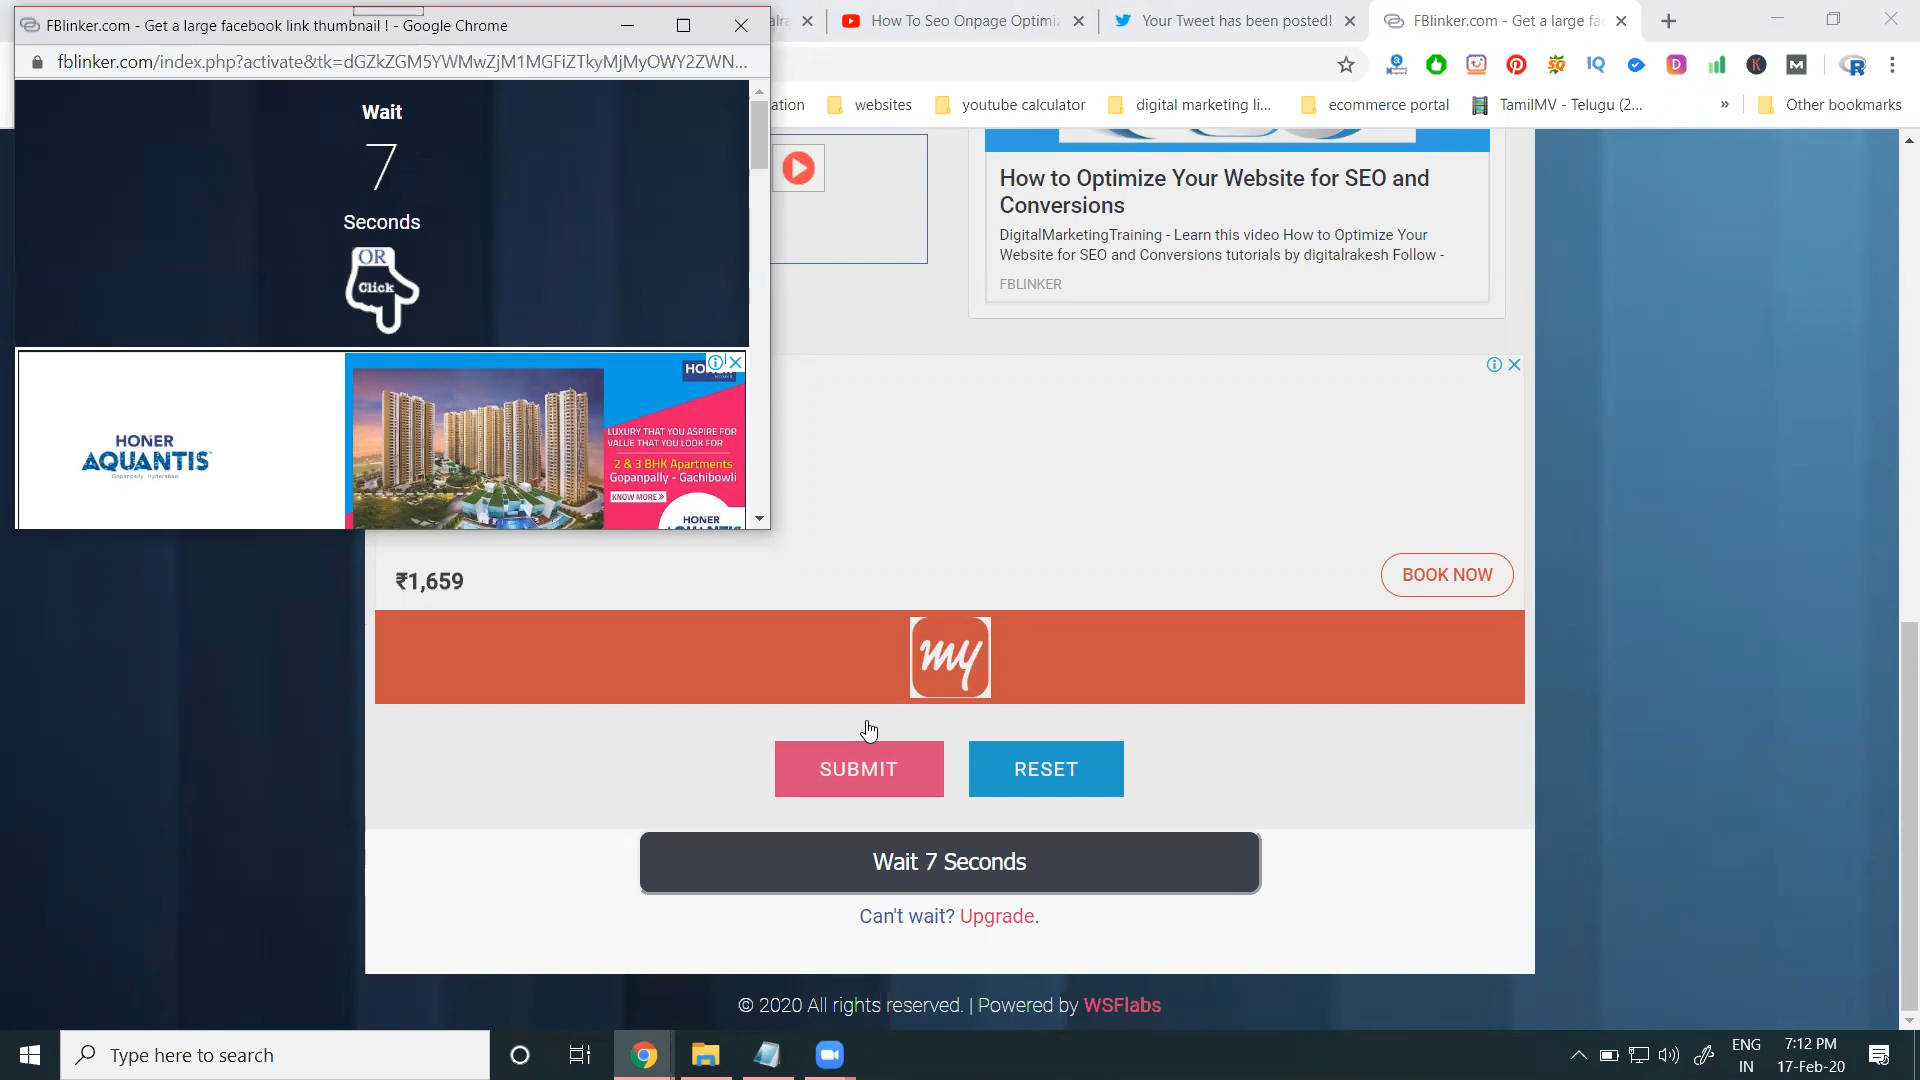 FBlinker.com - Get a large facebook link thumbnail ! - Google Chrome
fblinker.com/index.php?activate&tk=dGZkZGM5YWMwZjM1MGFiZTkyMjMyOWY2ZWN...
How To Seo Onpage Optimiz
Your Tweet has been posted!
FBlinker.com - Get a large fac
ation
websites
youtube calculator
digital marketing li...
ecommerce portal
TamilMV - Telugu (2...
»
Other bookmarks
Wait
7
Seconds
OR
Click
HONER
AQUANTIS
Gopanpally, Hyderabad
LUXURY THAT YOU ASPIRE FOR
VALUE THAT YOU LOOK FOR
2 & 3 BHK Apartments
Gopanpally - Gachibowli
KNOW MORE »
HONER
How to Optimize Your Website for SEO and
Conversions
DigitalMarketingTraining - Learn this video How to Optimize Your
Website for SEO and Conversions tutorials by digitalrakesh Follow -
FBLINKER
₹1,659
BOOK NOW
my
SUBMIT
RESET
Wait 7 Seconds
Can't wait? Upgrade.
© 2020 All rights reserved. | Powered by WSFlabs
Type here to search
ENG
IN
7:12 PM
17-Feb-20